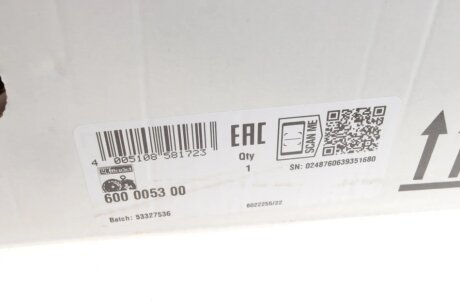 4 005108 581723
EAC
Qty
1
SCAN ME
SN: 0248760639351680
600 0053 00
Batch: 53327536
6022255/22